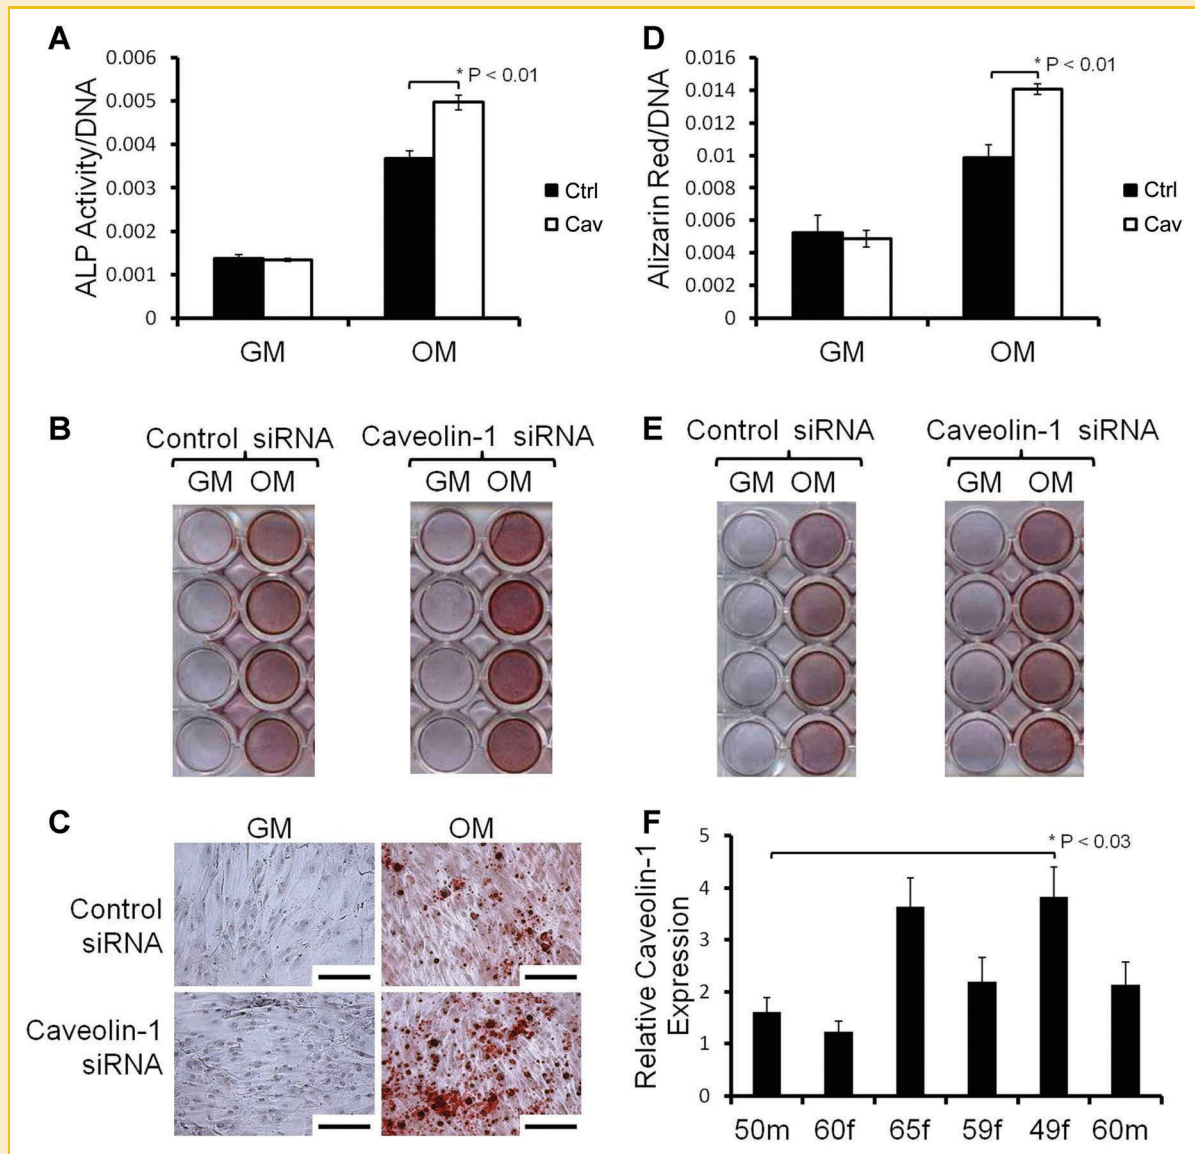 A
ALP Activity/DNA
0.006
0.005
0.004
0.003
0.002
0.001
0
* P < 0.01
GM
OM
Ctrl
Cav
D
Alizarin Red/DNA
0.016
0.014
0.012
0.01
0.008
0.006
0.004
0.002
0
* P < 0.01
GM
OM
Ctrl
Cav
B
Control siRNA
Caveolin-1 siRNA
GM OM
GM OM
E
Control siRNA
Caveolin-1 siRNA
GM OM
GM OM
C
GM
OM
Control
siRNA
Caveolin-1
siRNA
F
Relative Caveolin-1
Expression
5
4
3
2
1
0
* P < 0.03
50m
60f
65f
59f
49f
60m